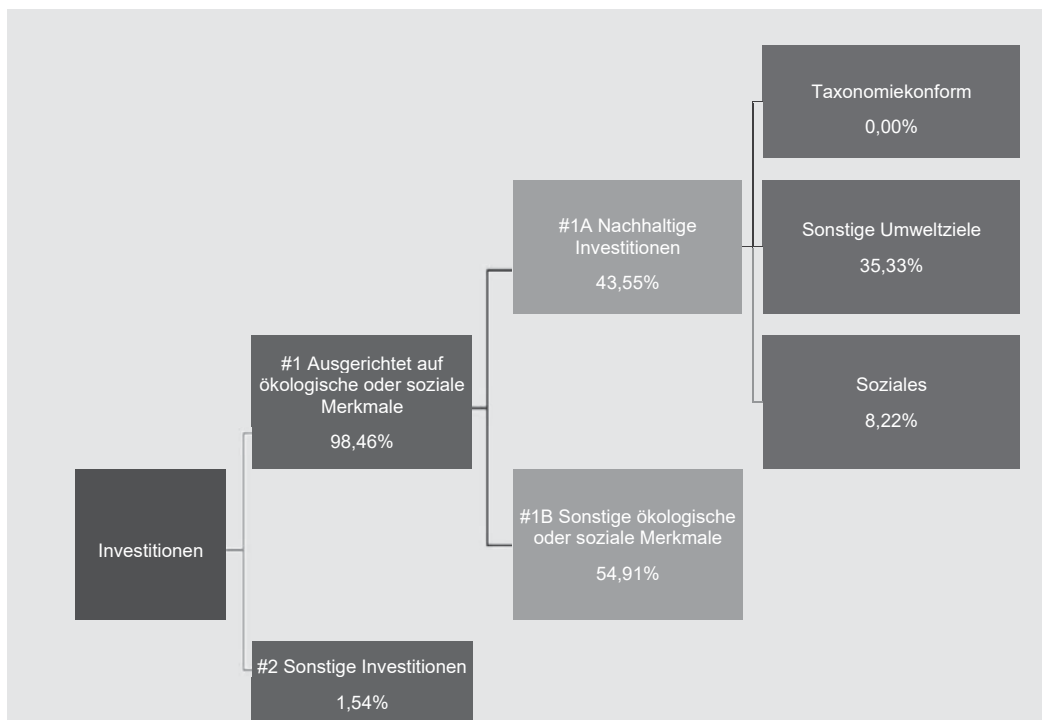 Taxonomiekonform
0,00%
#1A Nachhaltige
Investitionen
43,55%
Sonstige Umweltziele
35,33%
#1 Ausgerichtet auf
ökologische oder soziale
Merkmale
98,46%
Soziales
8,22%
Investitionen
#1B Sonstige ökologische
oder soziale Merkmale
54,91%
#2 Sonstige Investitionen
1,54%